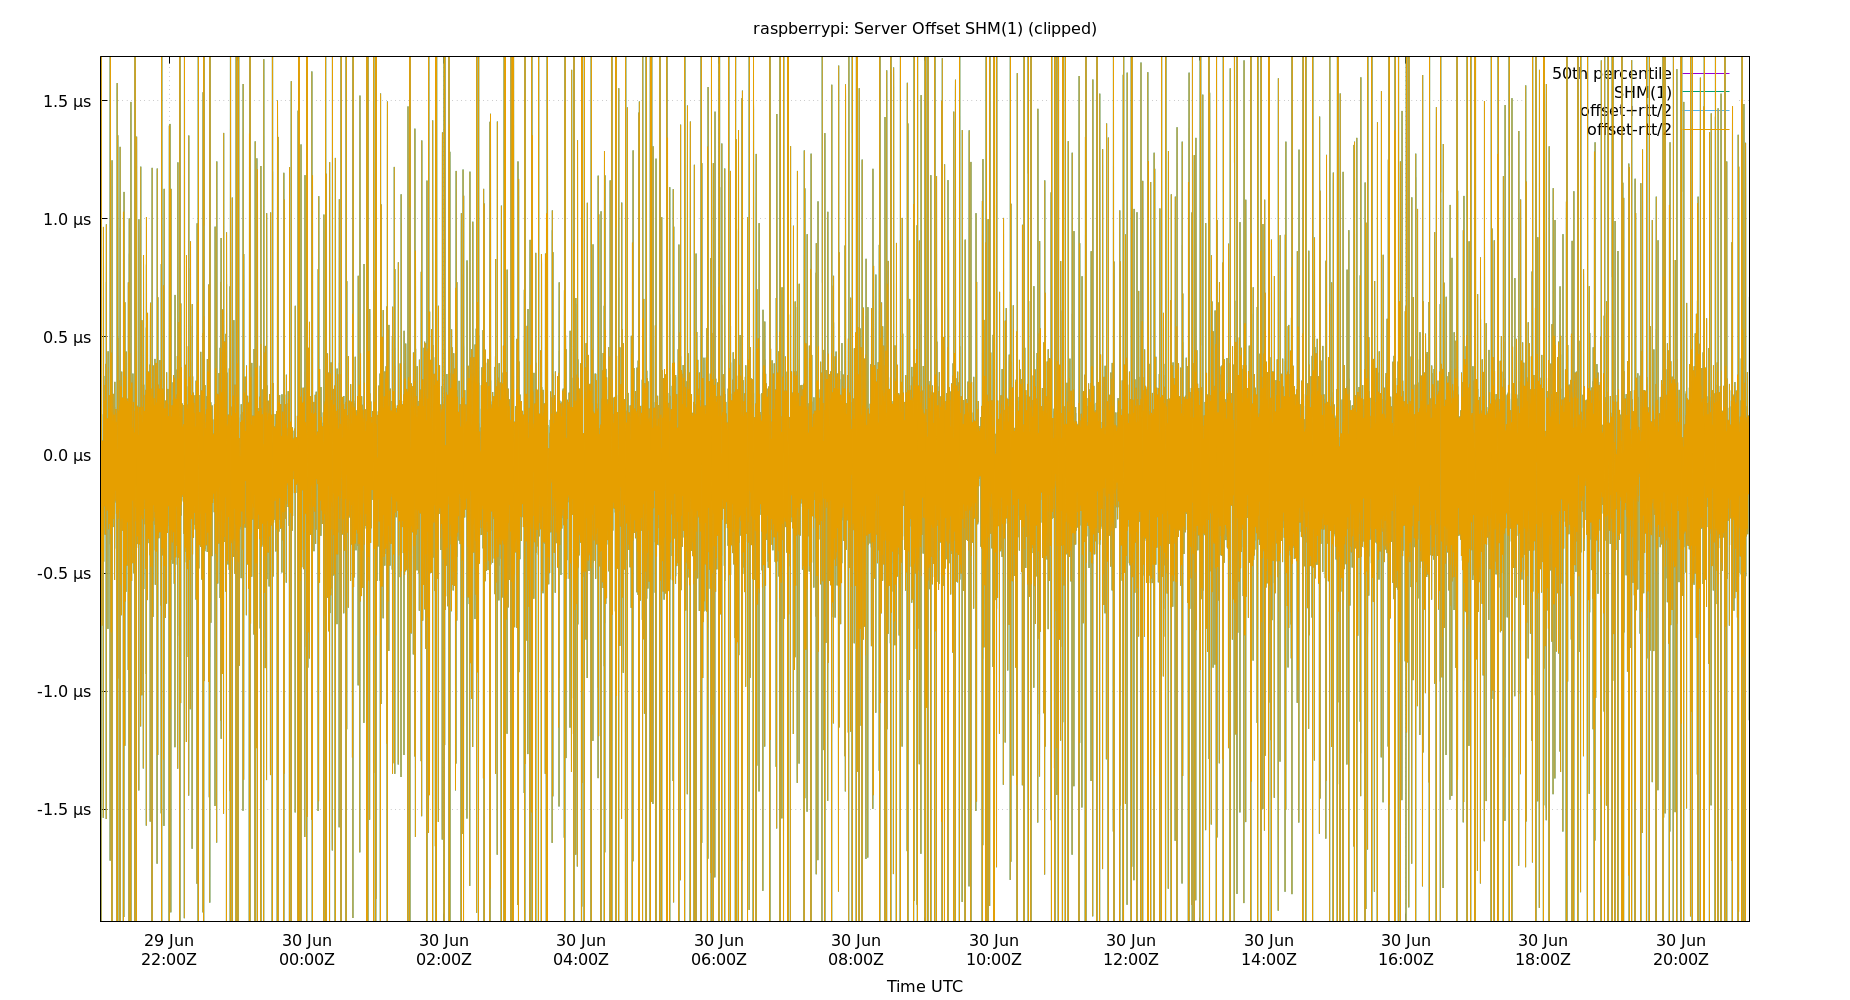 raspberrypi: Server Offset SHM(1) (clipped)
50th percentile
SHM(1)
offset+rtt/2
offset-rtt/2
1.5 μs
1.0 μs
0.5 μs
0.0 μs
-0.5 μs
-1.0 μs
-1.5 μs
29 Jun 30 Jun 30 Jun 30 Jun 30 Jun 30 Jun 30 Jun 30 Jun 30 Jun 30 Jun 30 Jun 30 Jun
22:00Z 00:00Z 02:00Z 04:00Z 06:00Z 08:00Z 10:00Z 12:00Z 14:00Z 16:00Z 18:00Z 20:00Z
Time UTC